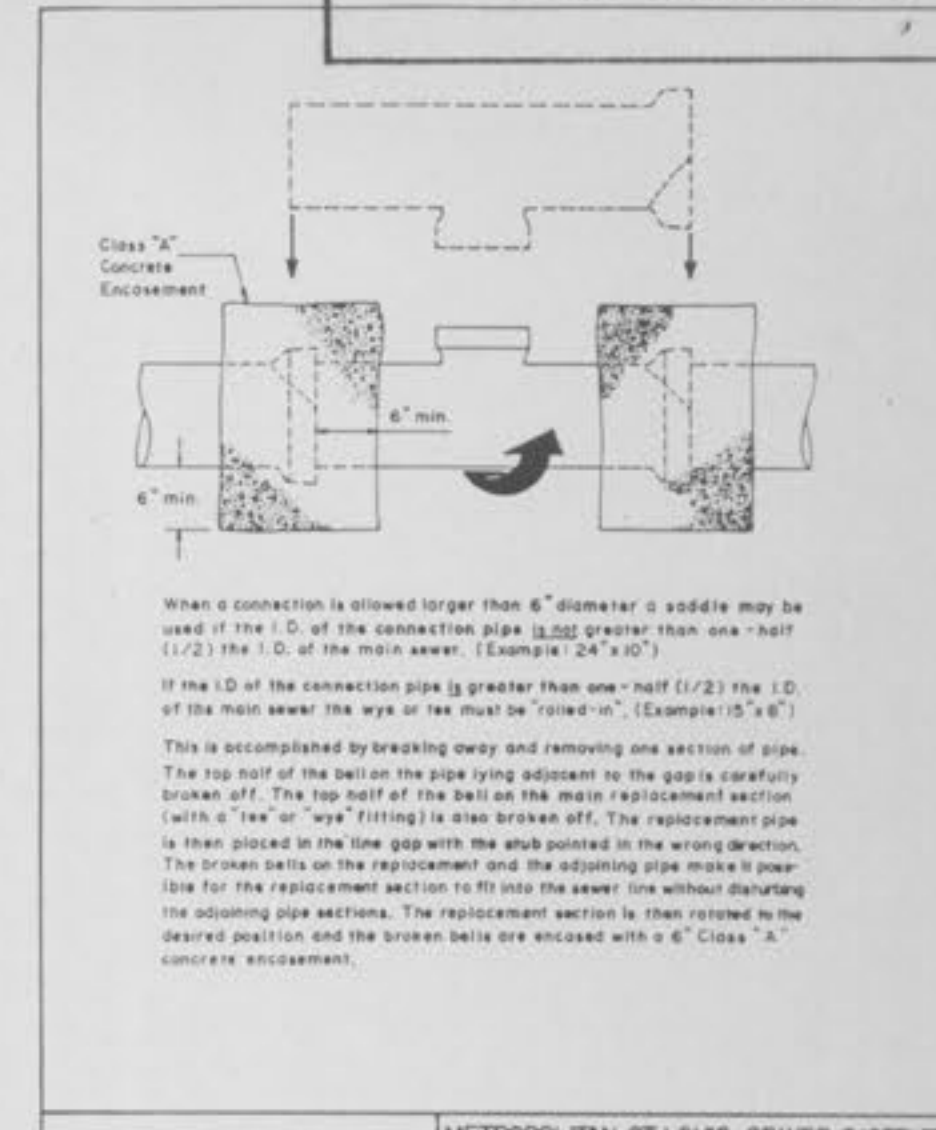 Class "A"
Concrete
Encasement
6" min.
6" min.
When a connection is allowed larger than 6" diameter a saddle may be
used if the I.D. of the connection pipe is not greater than one-half
(1/2) the I.D. of the main sewer. (Example: 24"x10")
If the I.D of the connection pipe is greater than one-half (1/2) the I.D.
of the main sewer the wye or tee must be "rolled-in". (Example: 15"x8")
This is accomplished by breaking away and removing one section of pipe.
The top half of the bell on the pipe lying adjacent to the gap is carefully
broken off. The top half of the bell on the main replacement section
(with a "tee" or "wye" fitting) is also broken off. The replacement pipe
is then placed in the line gap with the stub pointed in the wrong direction.
The broken bells on the replacement and the adjoining pipe make it poss-
ible for the replacement section to fit into the sewer line without disturbing
the adjoining pipe sections. The replacement section is then rotated to the
desired position and the broken bells are encased with a 6" Class "A"
concrete encasement.
METROPOLITAN ST. LOUIS SEWER